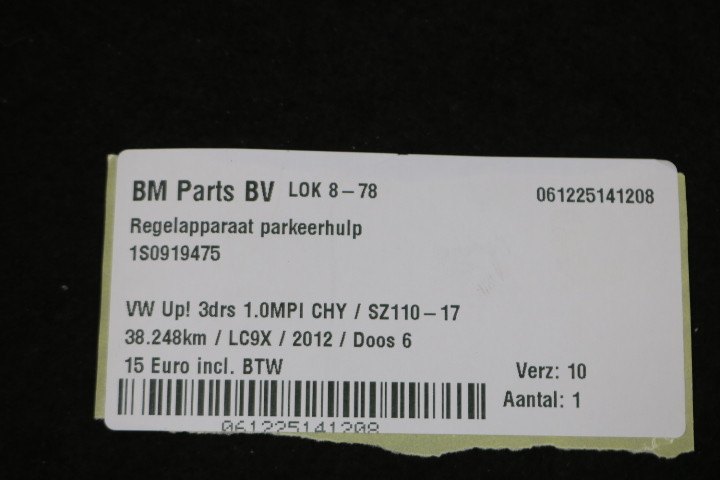 BM Parts BV LOK 8-78 061225141208
Regelapparaat parkeerhulp
1S0919475
VW Up! 3drs 1.0MPI CHY / SZ110-17
38.248km / LC9X / 2012 / Doos 6
15 Euro incl. BTW Verz: 10
Aantal: 1
061225141208